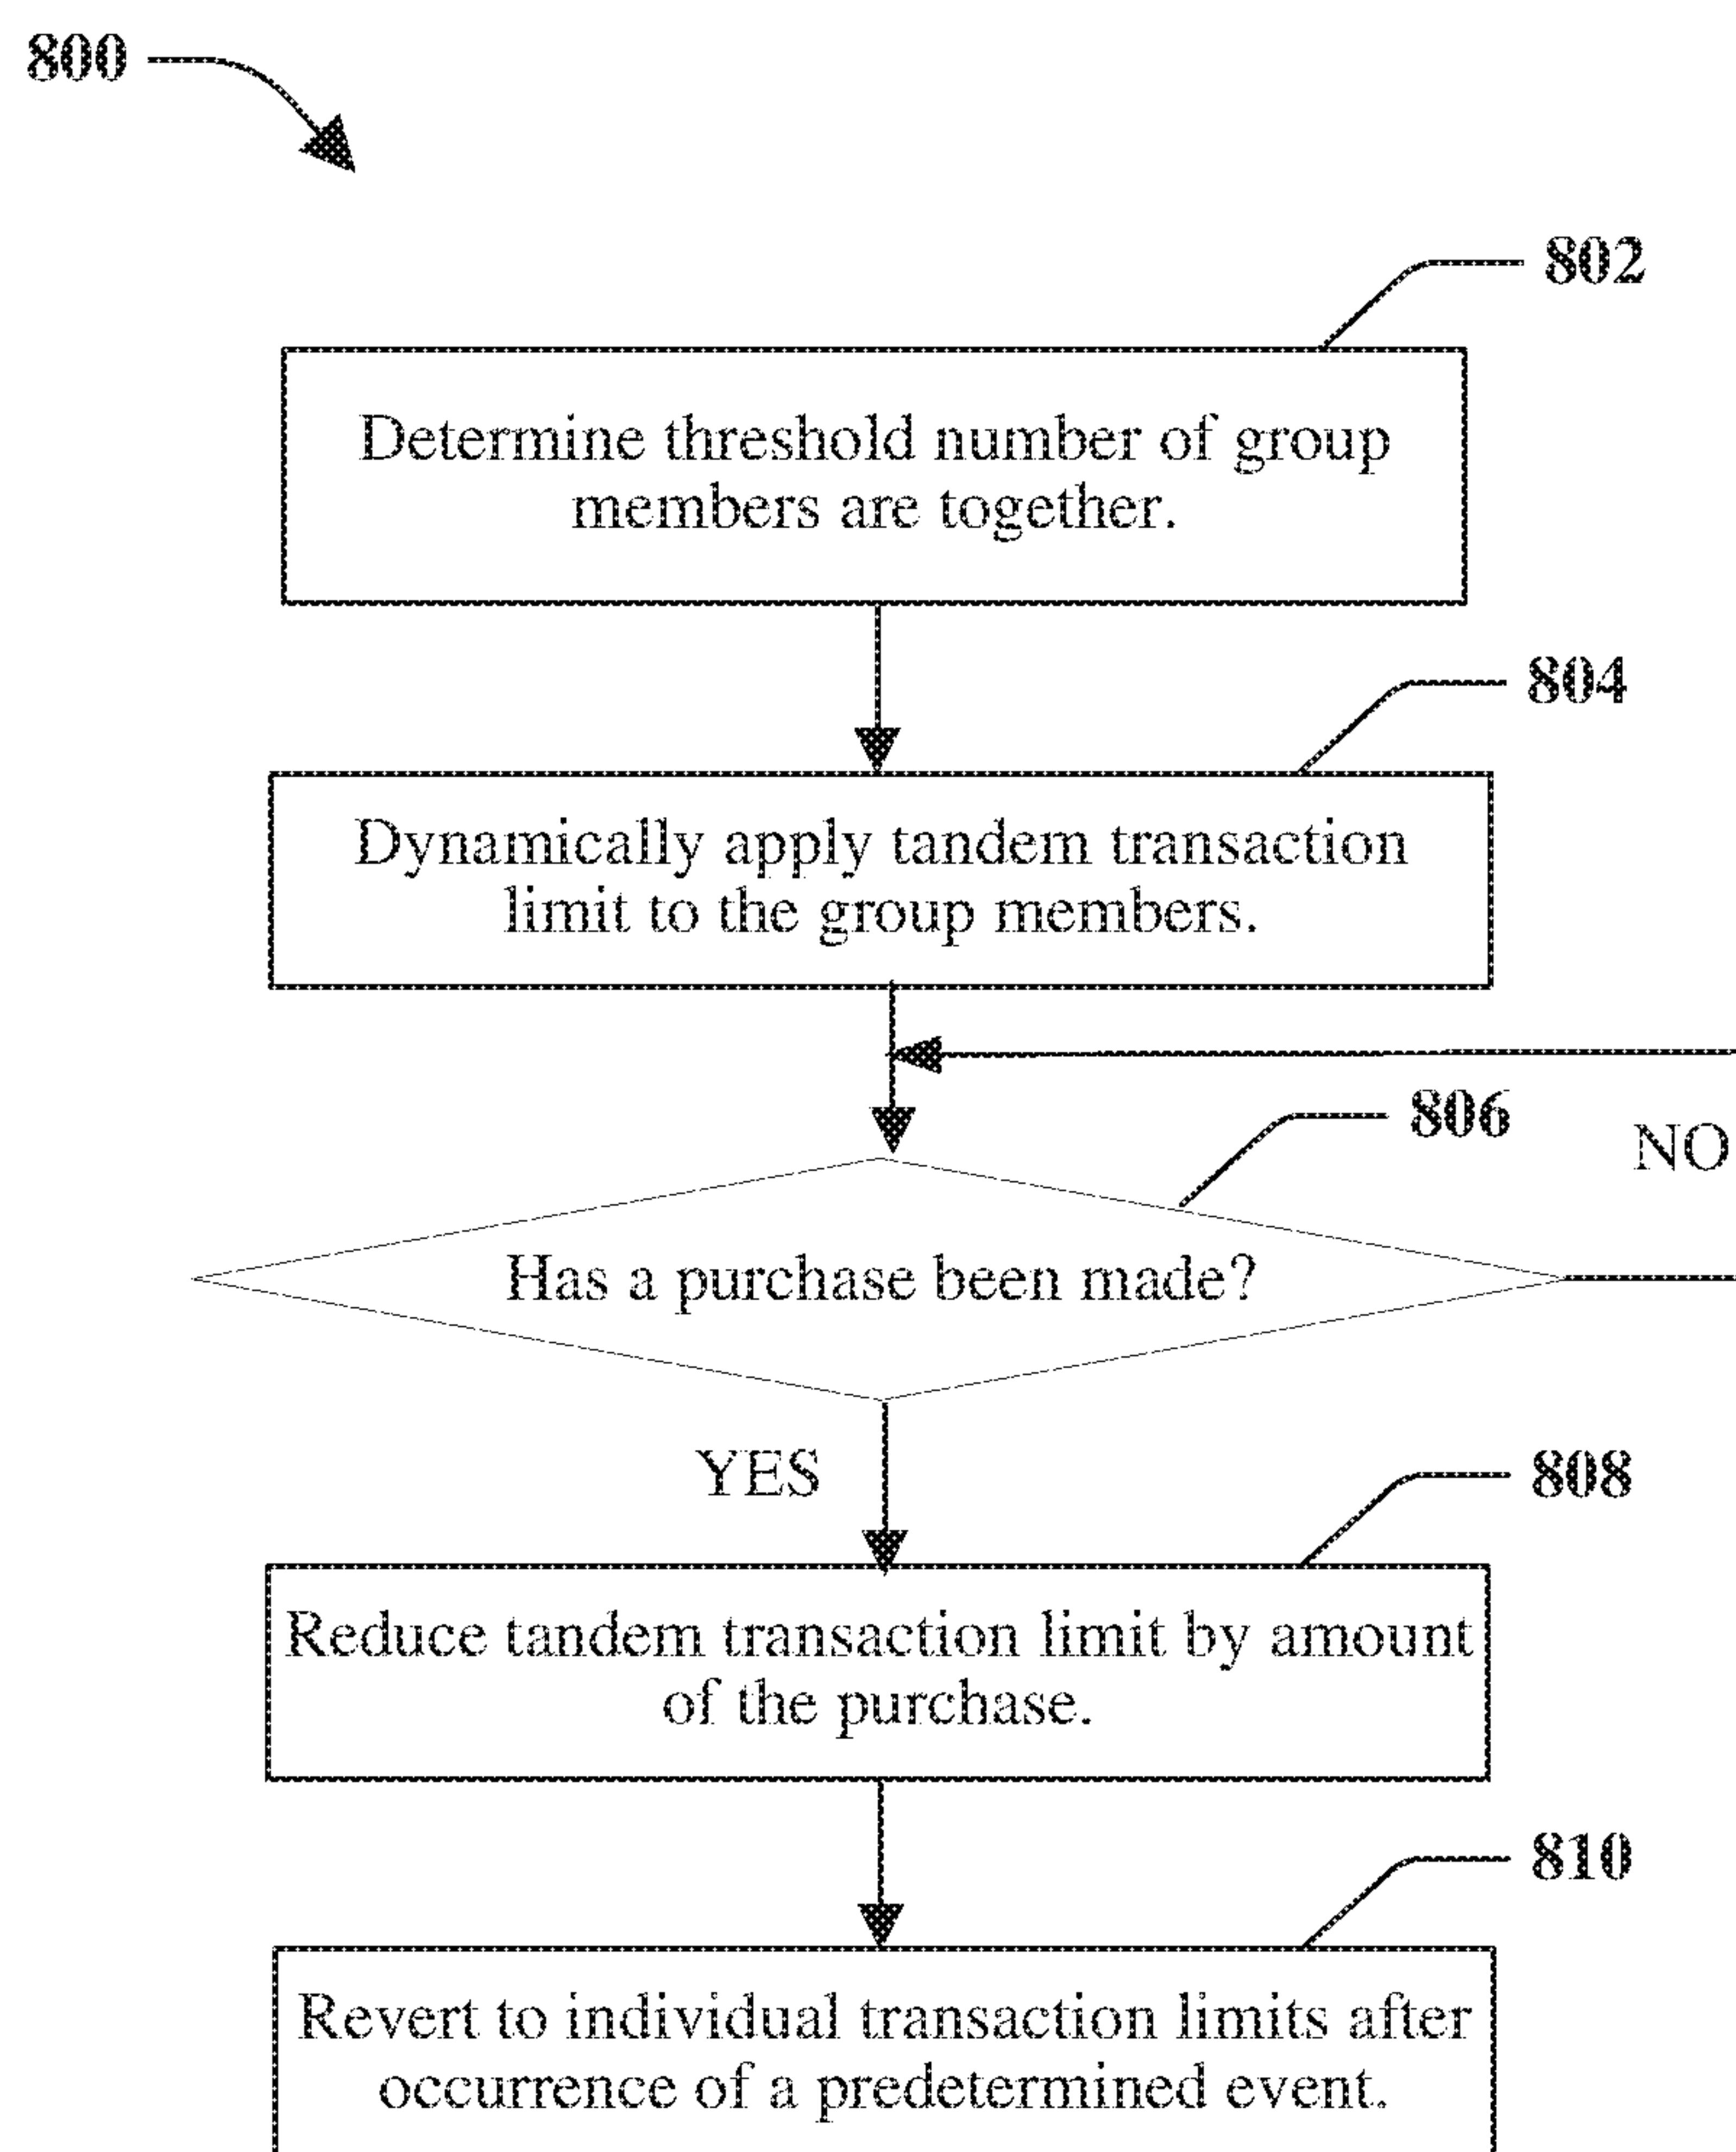 800
802
Determine threshold number of group
members are together.
804
Dynamically apply tandem transaction
limit to the group members.
806
NO
Has a purchase been made?
YES
808
Reduce tandem transaction limit by amount
of the purchase.
810
Revert to individual transaction limits after
occurrence of a predetermined event.